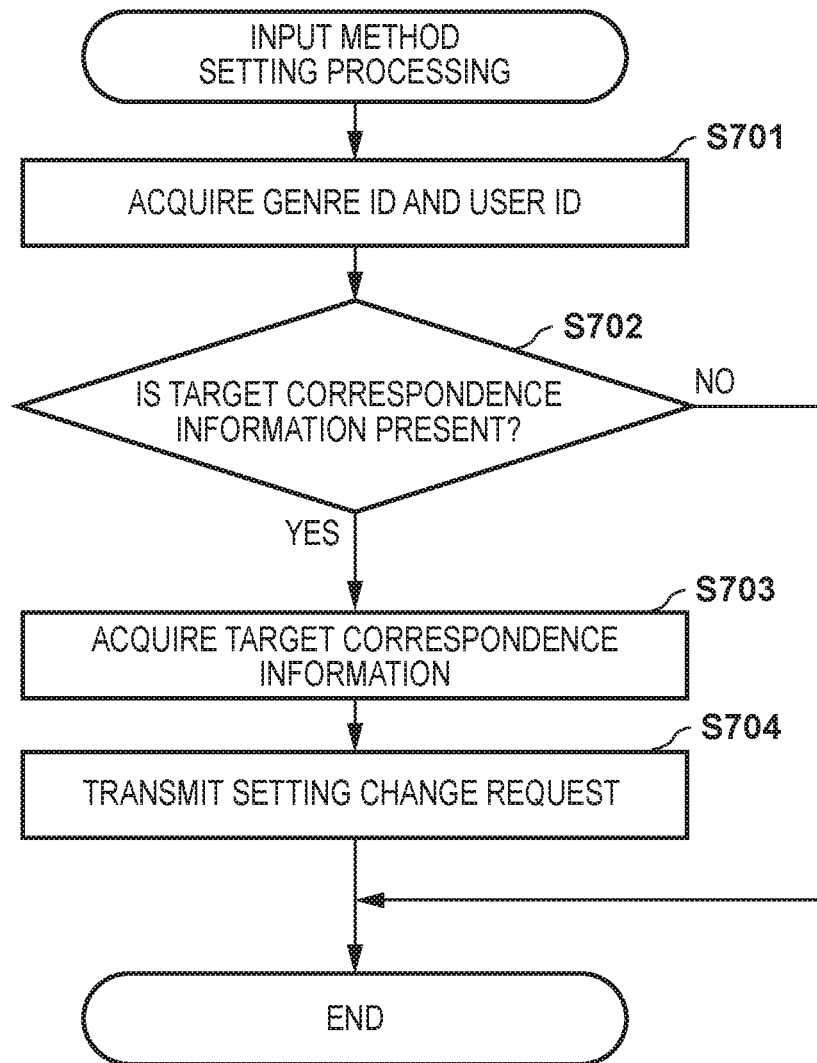 INPUT METHOD
SETTING PROCESSING
S701
ACQUIRE GENRE ID AND USER ID
S702
IS TARGET CORRESPONDENCE
INFORMATION PRESENT?
NO
YES
S703
ACQUIRE TARGET CORRESPONDENCE
INFORMATION
S704
TRANSMIT SETTING CHANGE REQUEST
END